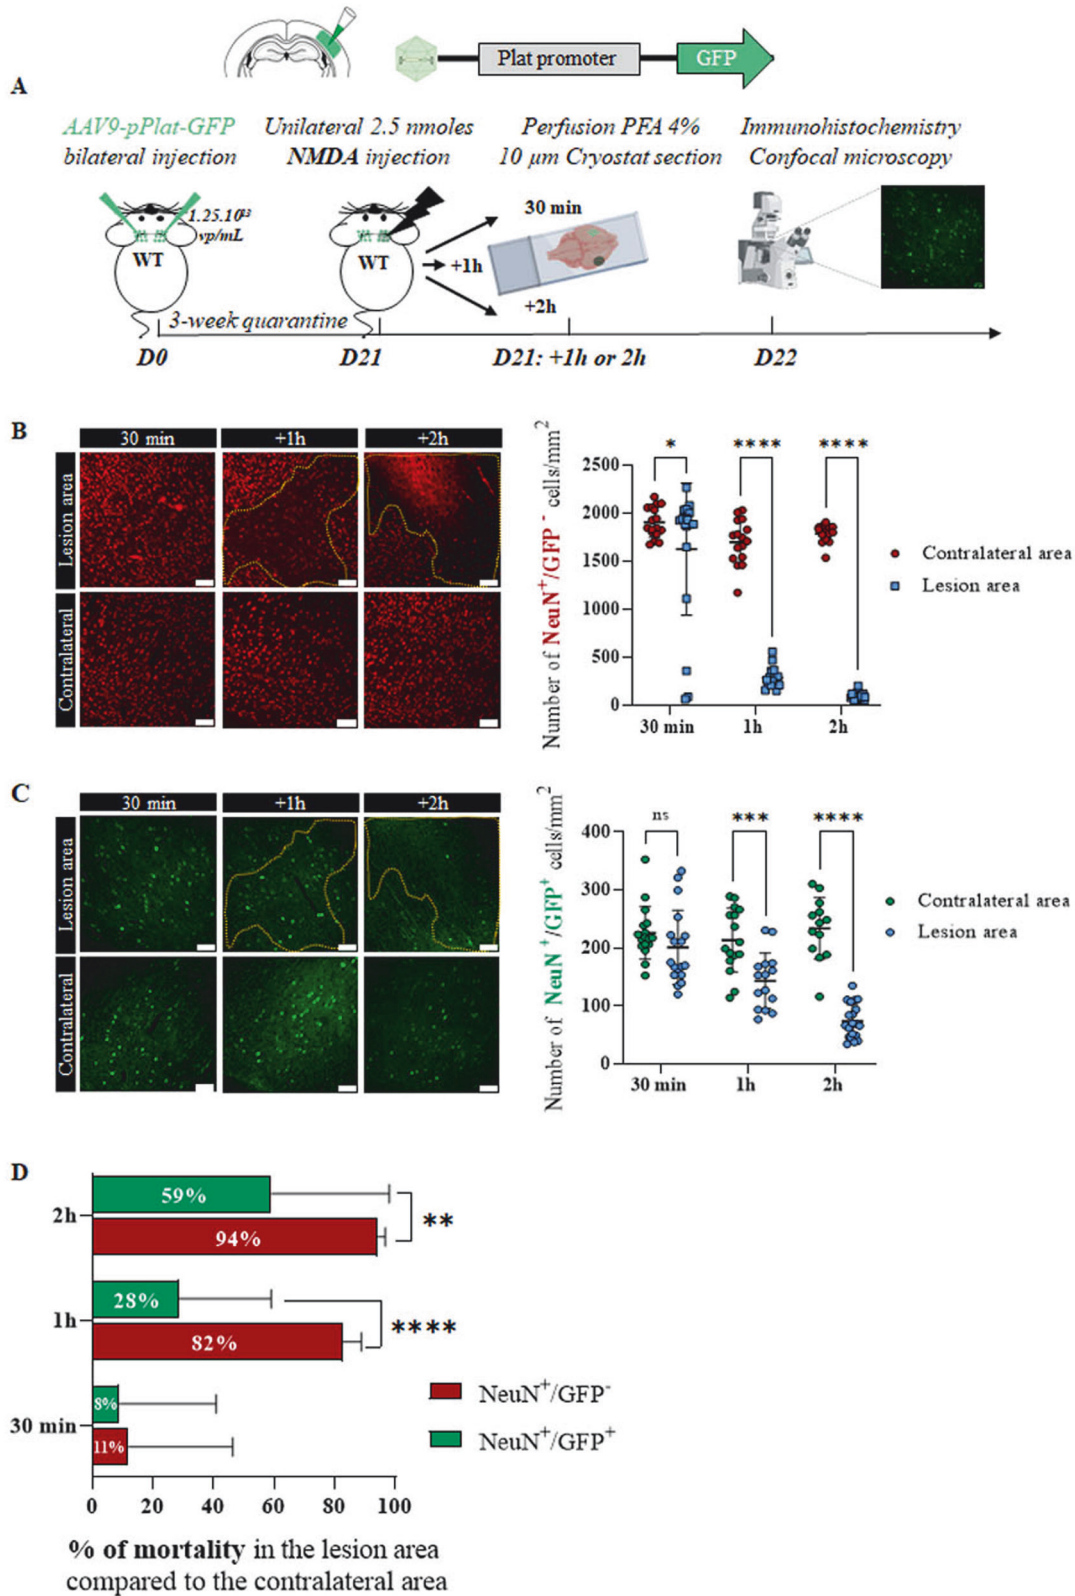 Plat promoter
GFP
A
AAV9-pPlat-GFP
bilateral injection
Unilateral 2.5 nmoles
NMDA injection
Perfusion PFA 4%
10 µm Cryostat section
Immunohistochemistry
Confocal microscopy
1.25.10¹³
vp/mL
WT
WT
30 min
+1h
+2h
3-week quarantine
D0
D21
D21: +1h or 2h
D22
B
30 min
+1h
+2h
Lesion area
Contralateral
Number of NeuN⁺/GFP⁻ cells/mm²
* **** ****
2500
2000
1500
1000
500
0
30 min
1h
2h
Contralateral area
Lesion area
C
30 min
+1h
+2h
Lesion area
Contralateral
Number of NeuN⁺/GFP⁺ cells/mm²
ns *** ****
400
300
200
100
0
30 min
1h
2h
Contralateral area
Lesion area
D
2h
59%
94%
**
1h
28%
82%
****
30 min
8%
11%
NeuN⁺/GFP⁻
NeuN⁺/GFP⁺
0 20 40 60 80 100
% of mortality in the lesion area
compared to the contralateral area